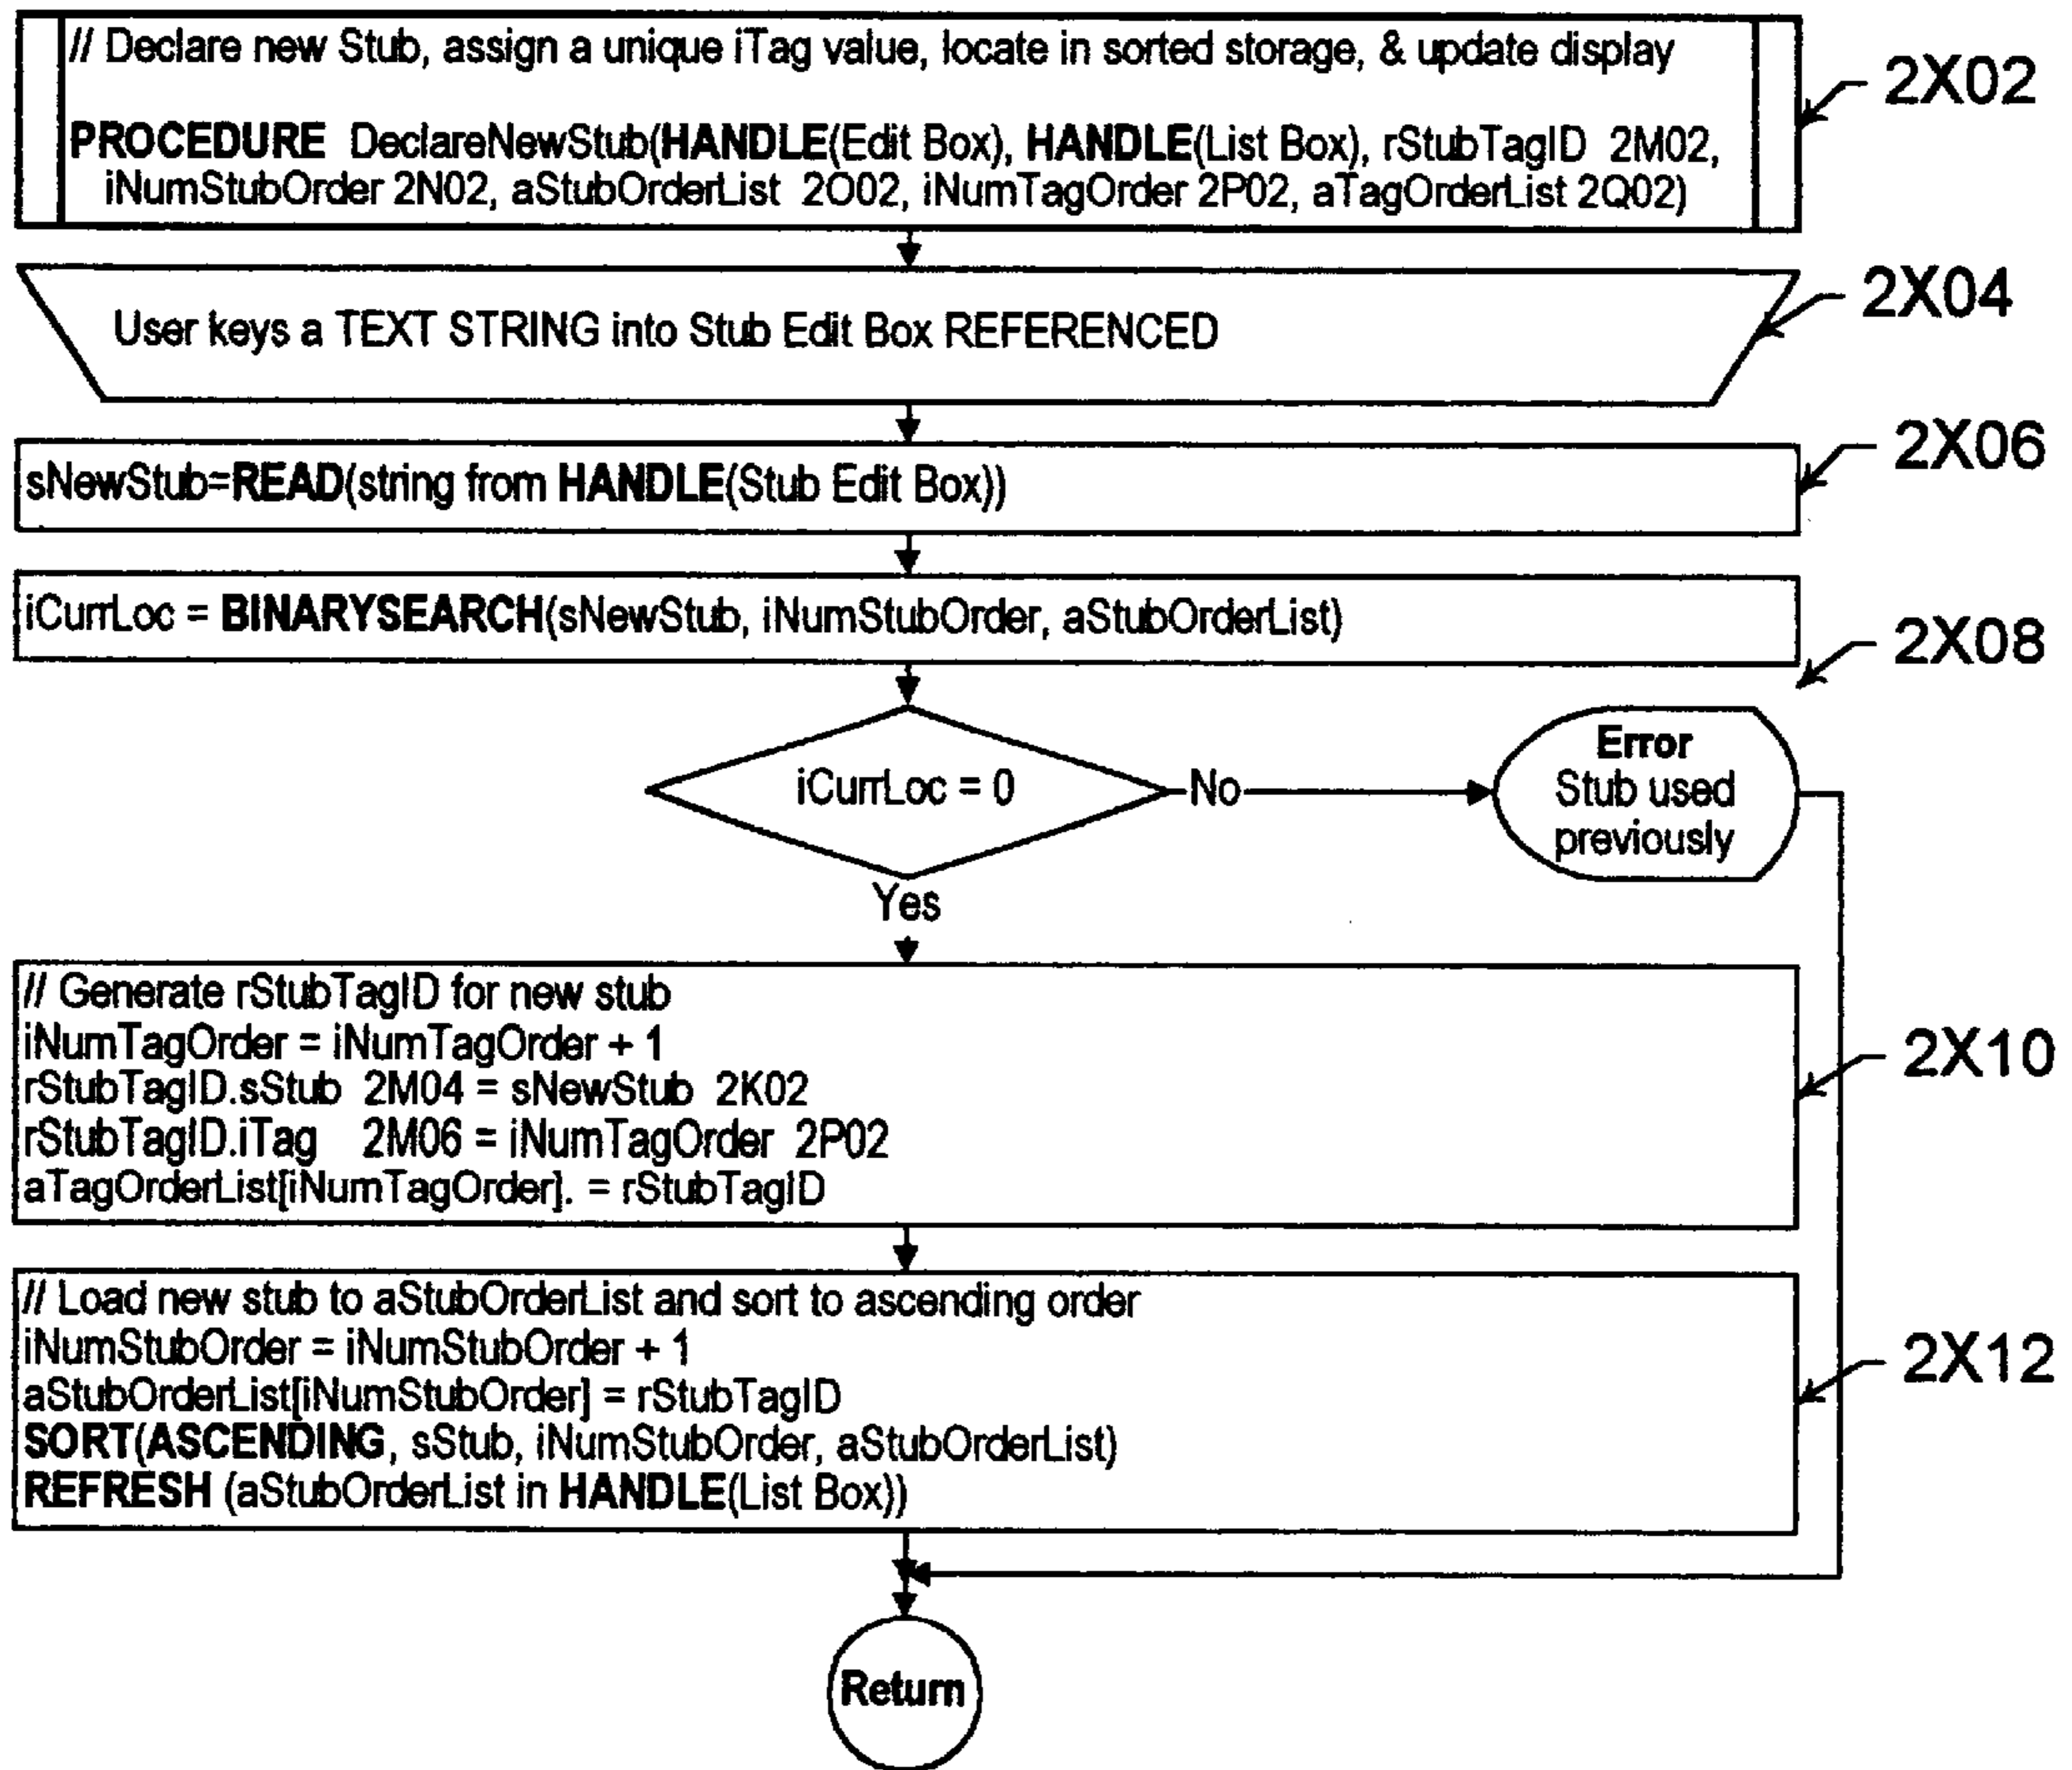 // Declare new Stub, assign a unique iTag value, locate in sorted storage, & update display
2X02
PROCEDURE DeclareNewStub(HANDLE(Edit Box), HANDLE(List Box), rStubTagID 2M02,
iNumStubOrder 2N02, aStubOrderList 2O02, iNumTagOrder 2P02, aTagOrderList 2Q02)
2X04
User keys a TEXT STRING into Stub Edit Box REFERENCED
2X06
sNewStub=READ(string from HANDLE(Stub Edit Box))
iCurrLoc = BINARYSEARCH(sNewStub, iNumStubOrder, aStubOrderList)
2X08
iCurrLoc = 0
No
Error
Stub used
previously
Yes
// Generate rStubTagID for new stub
iNumTagOrder = iNumTagOrder + 1
rStubTagID.sStub 2M04 = sNewStub 2K02
rStubTagID.iTag 2M06 = iNumTagOrder 2P02
aTagOrderList[iNumTagOrder]. = rStubTagID
2X10
// Load new stub to aStubOrderList and sort to ascending order
iNumStubOrder = iNumStubOrder + 1
aStubOrderList[iNumStubOrder] = rStubTagID
SORT(ASCENDING, sStub, iNumStubOrder, aStubOrderList)
REFRESH (aStubOrderList in HANDLE(List Box))
2X12
Return